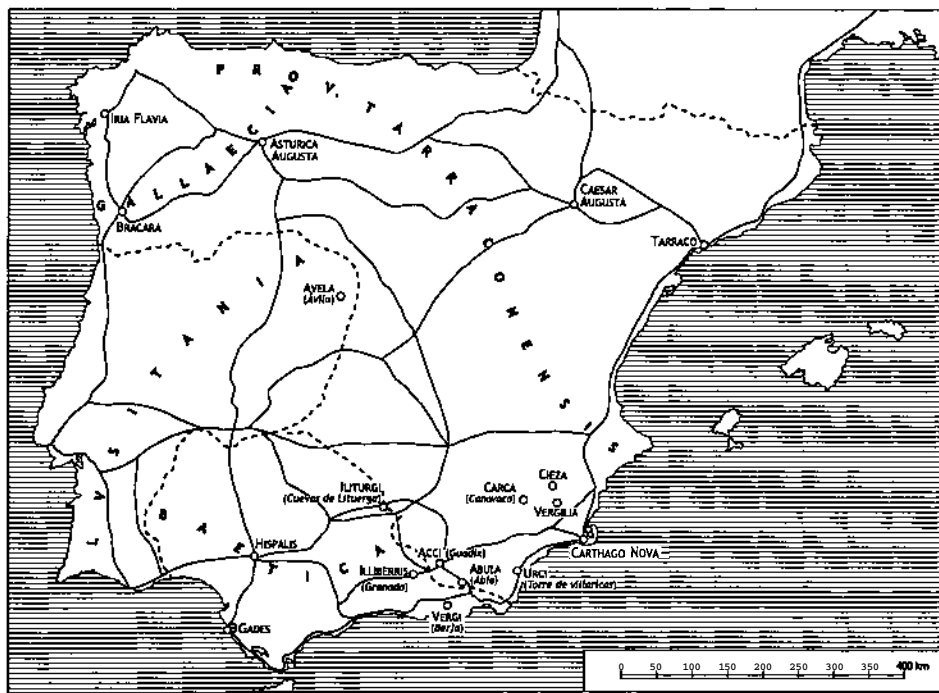 PROV. TARRACONENSIS
GALLAECIA
IRIA FLAVIA
ASTURICA
AUGUSTA
BRACARA
CAESAR
AUGUSTA
TARRACO
AVELA
(Ávila)
LVSITANIA
ILITURGI
(Cuevas de Lituergo)
CARCA
CIEZA
VERGILIA
BAETICA
HISPALIS
ACCI (Guadix)
ILLIBERRIS
(Granada)
ABULA
(Abla)
URCI
(Torre de Villaricos)
CARTHAGO NOVA
VERGI
(Berja)
GADES
0 50 100 150 200 250 300 350 400 km